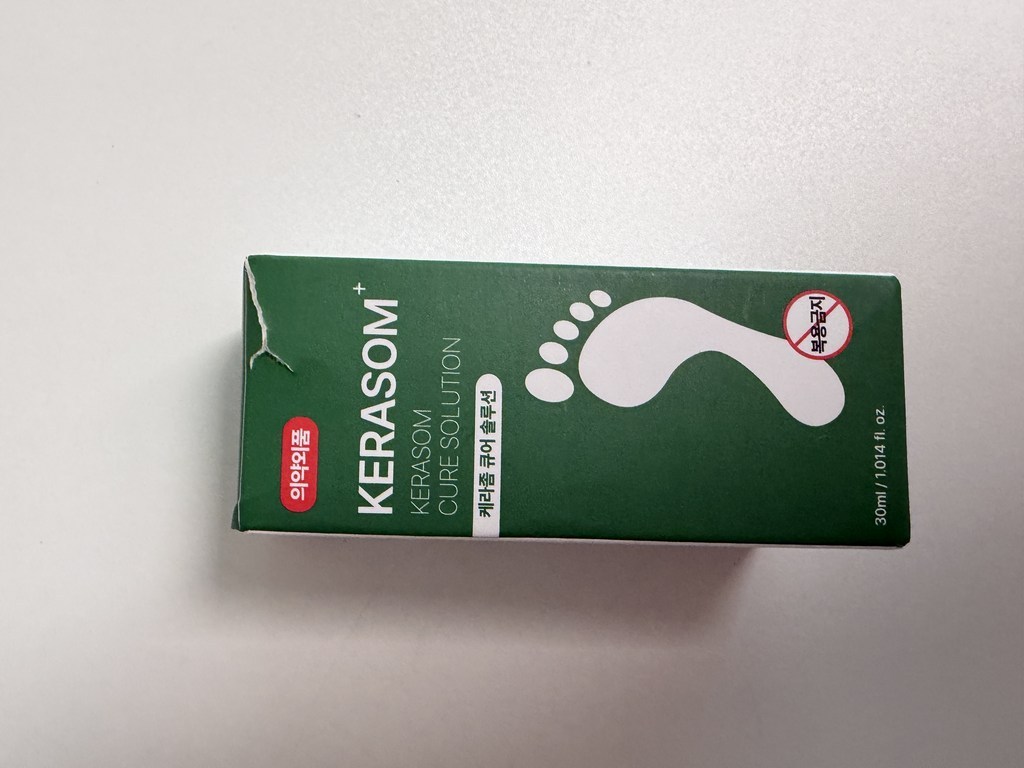 의약외품
KERASOM+
KERASOM
CURE SOLUTION
케라좀 큐어 솔루션
복용금지
30ml / 1.014 fl. oz.